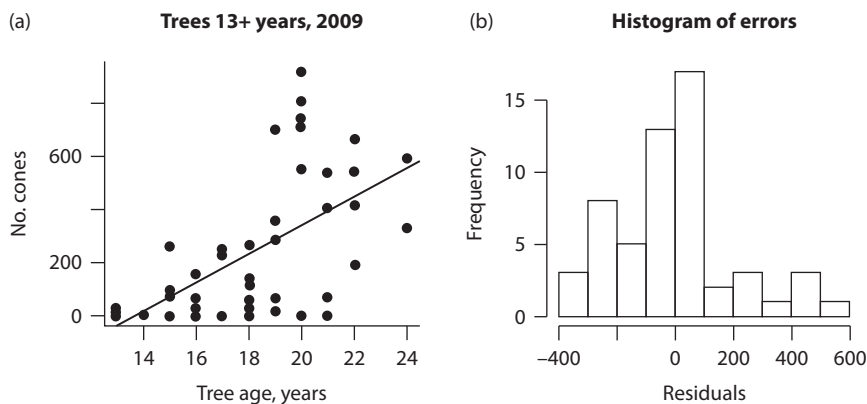 (a) Trees 13+ years, 2009
No. cones
600
200
0
14 16 18 20 22 24
Tree age, years
(b) Histogram of errors
Frequency
15
10
5
0
–400 0 200 400 600
Residuals